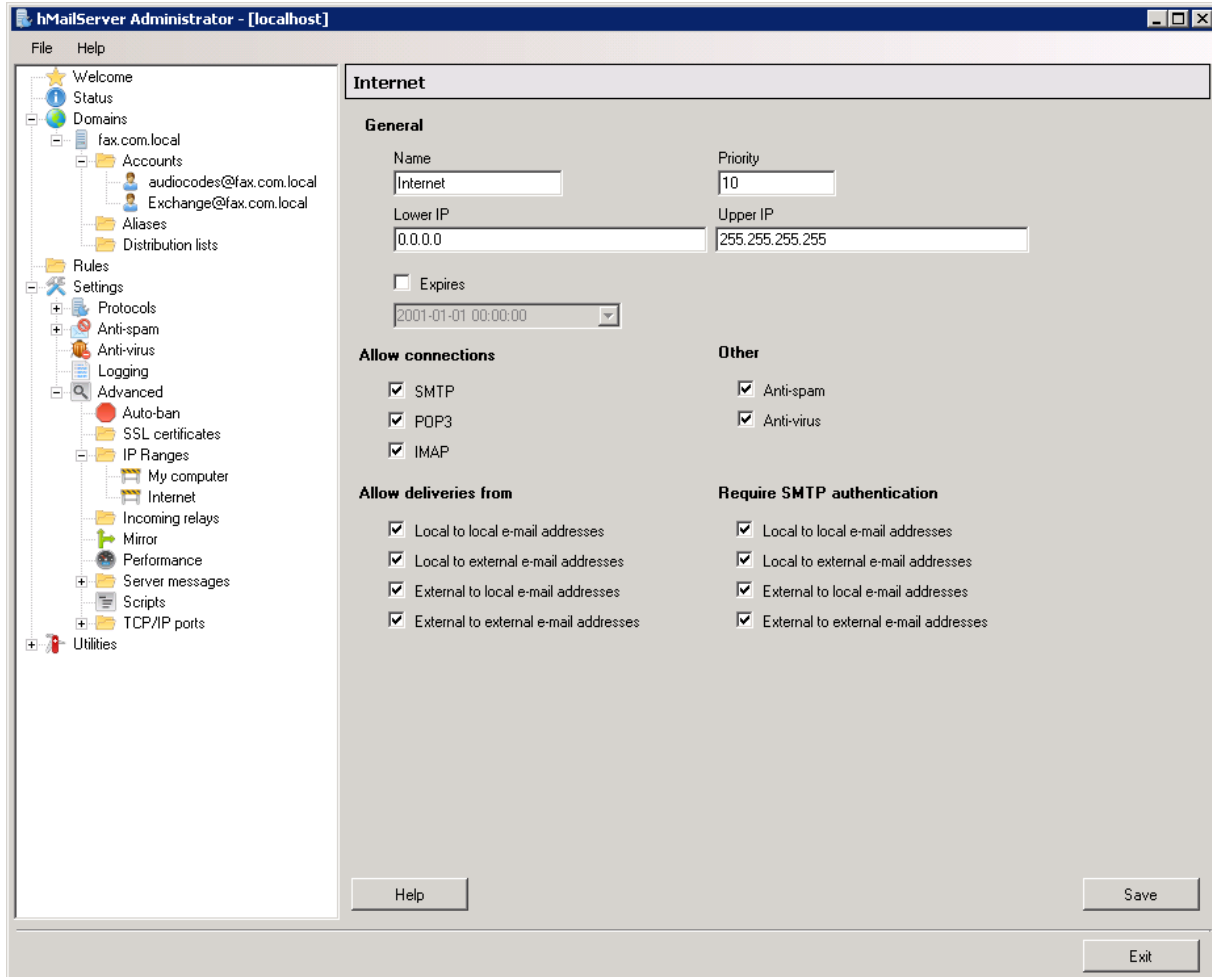 hMailServer Administrator - [localhost]
File Help
Welcome
Status
Domains
fax.com.local
Accounts
audiocodes@fax.com.local
Exchange@fax.com.local
Aliases
Distribution lists
Rules
Settings
Protocols
Anti-spam
Anti-virus
Logging
Advanced
Auto-ban
SSL certificates
IP Ranges
My computer
Internet
Incoming relays
Mirror
Performance
Server messages
Scripts
TCP/IP ports
Utilities
Internet
General
Name Priority
Internet 10
Lower IP Upper IP
0.0.0.0 255.255.255.255
Expires
2001-01-01 00:00:00
Allow connections
SMTP
POP3
IMAP
Other
Anti-spam
Anti-virus
Allow deliveries from
Local to local e-mail addresses
Local to external e-mail addresses
External to local e-mail addresses
External to external e-mail addresses
Require SMTP authentication
Local to local e-mail addresses
Local to external e-mail addresses
External to local e-mail addresses
External to external e-mail addresses
Help Save
Exit